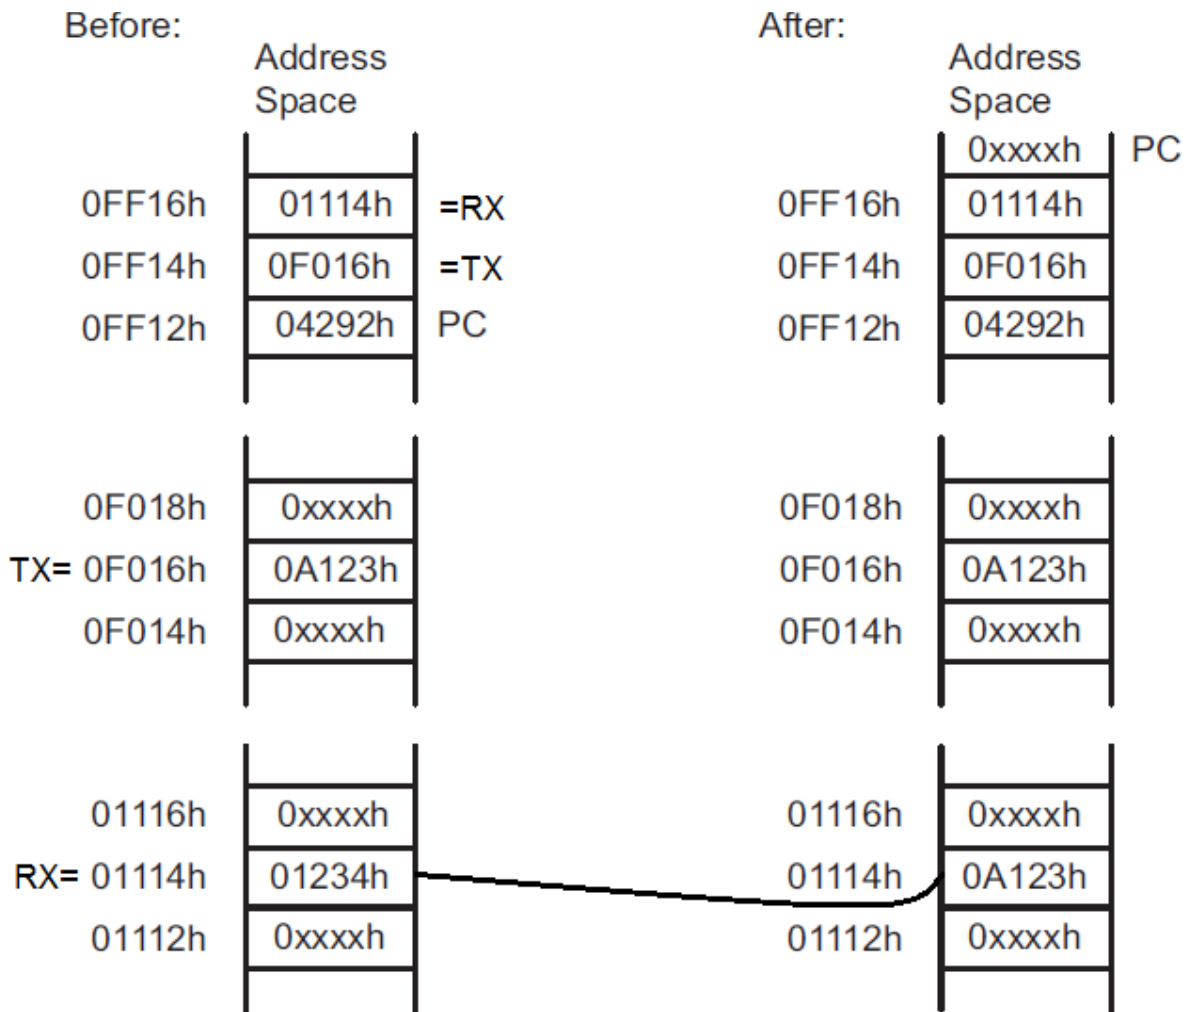 Before:
After:
Address
Space
Address
Space
0xxxxh PC
0FF16h 01114h =RX
0FF16h 01114h
0FF14h 0F016h =TX
0FF14h 0F016h
0FF12h 04292h PC
0FF12h 04292h
0F018h 0xxxxh
0F018h 0xxxxh
TX= 0F016h 0A123h
0F016h 0A123h
0F014h 0xxxxh
0F014h 0xxxxh
01116h 0xxxxh
01116h 0xxxxh
RX= 01114h 01234h
01114h 0A123h
01112h 0xxxxh
01112h 0xxxxh